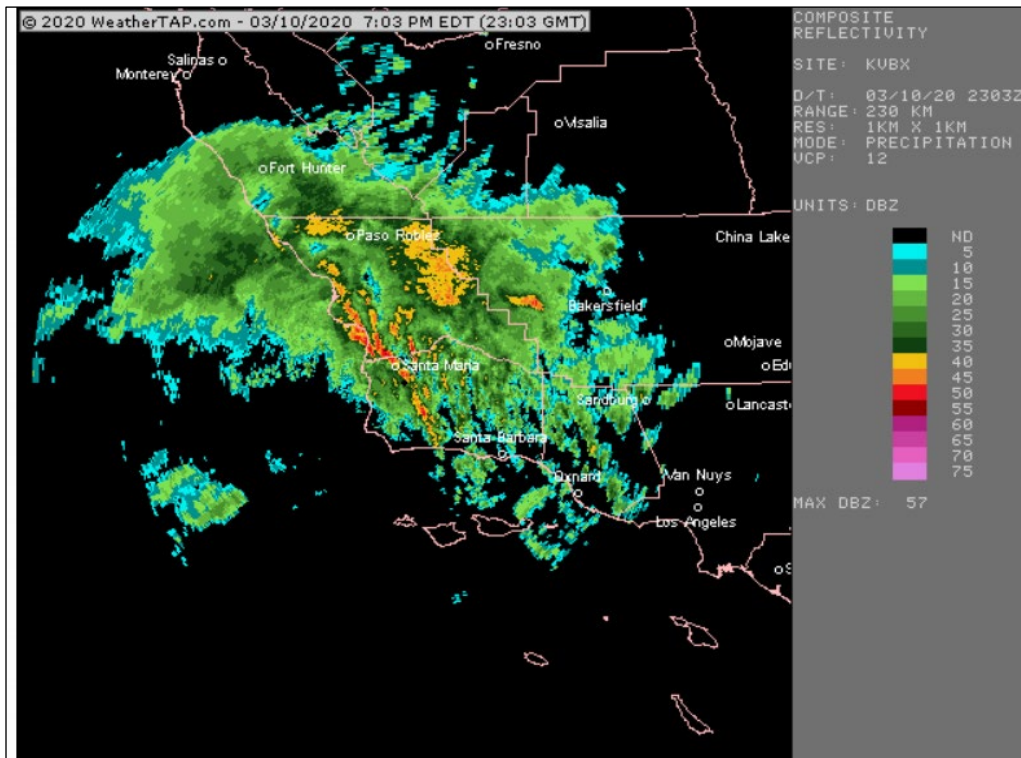 © 2020 WeatherTAP.com - 03/10/2020 7:03 PM EDT (23:03 GMT)
Fresno
Salinas
Monterey
Visalia
Fort Hunter
Paso Robles
China Lake
Bakersfield
Mojave
Santa Maria
Edw
Sandburg
Lancast
Santa Barbara
Oxnard
Van Nuys
Los Angeles
S
COMPOSITE
REFLECTIVITY
SITE: KVBX
D/T: 03/10/20 2303Z
RANGE: 230 KM
RES: 1KM X 1KM
MODE: PRECIPITATION
VCP: 12
UNITS: DBZ
ND
5
10
15
20
25
30
35
40
45
50
55
60
65
70
75
MAX DBZ: 57